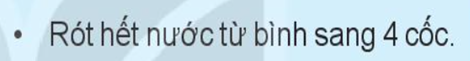 • Rót hết nước từ bình sang 4 cốc.